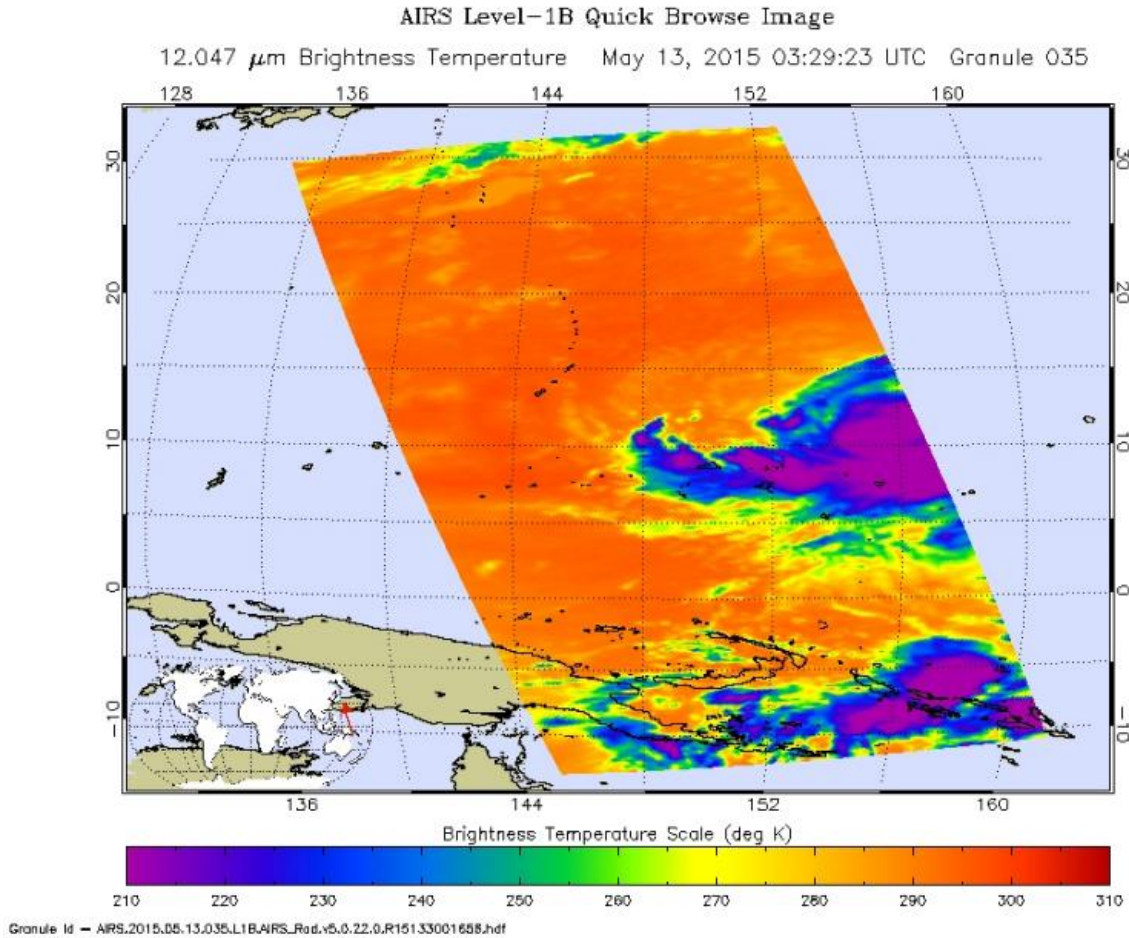 AIRS Level-1B Quick Browse Image
12.047 μm Brightness Temperature May 13, 2015 03:29:23 UTC Granule 035
128 136 144 152 160
30 30
20 20
10 10
0 0
-10 -10
136 144 152 160
Brightness Temperature Scale (deg K)
210 220 230 240 250 260 270 280 290 300 310
Granule Id - AIRS.2015.05.13.035.L1B.AIRS_Rad.v5.0.22.0.R15133001658.hdf